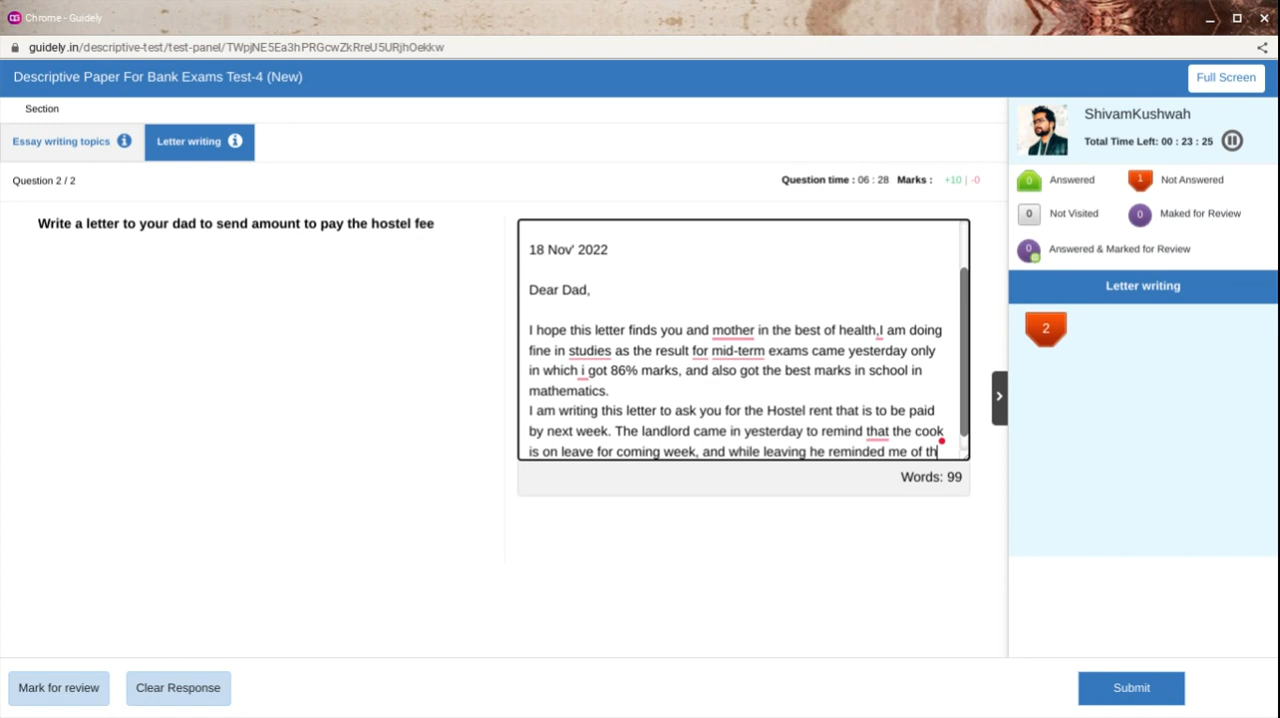 Chrome - Guidely
guidely.in/descriptive-test/test-panel/TWpjNE5Ea3hPRGcwZkRreU5URjhOekkw
Descriptive Paper For Bank Exams Test-4 (New)
Full Screen
Section
Essay writing topics
Letter writing
Question 2 / 2
Question time : 06 : 28 Marks : +10 | -0
Write a letter to your dad to send amount to pay the hostel fee
18 Nov' 2022
Dear Dad,
I hope this letter finds you and mother in the best of health,I am doing
fine in studies as the result for mid-term exams came yesterday only
in which i got 86% marks, and also got the best marks in school in
mathematics.
I am writing this letter to ask you for the Hostel rent that is to be paid
by next week. The landlord came in yesterday to remind that the cook
is on leave for coming week, and while leaving he reminded me of th
Words: 99
ShivamKushwah
Total Time Left: 00 : 23 : 25
0 Answered
1 Not Answered
0 Not Visited
0 Maked for Review
0 Answered & Marked for Review
Letter writing
2
Mark for review
Clear Response
Submit